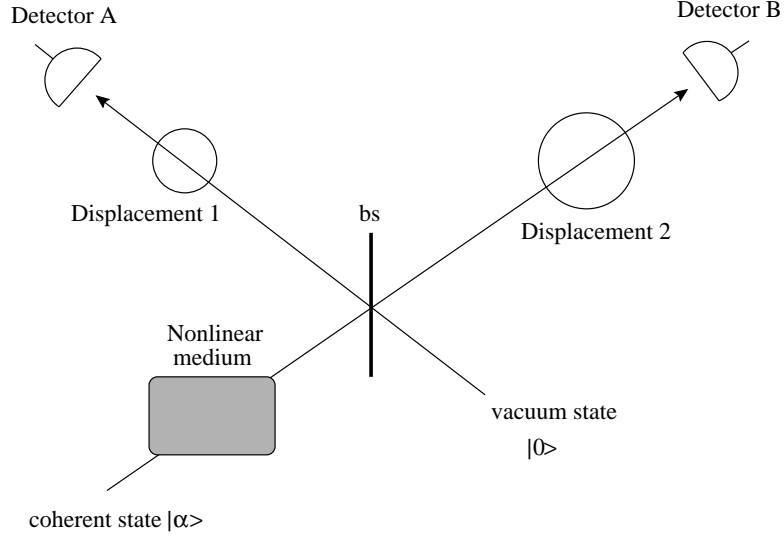 Detector A
Detector B
Displacement 1
bs
Displacement 2
Nonlinear
medium
vacuum state
|0>
coherent state |α>